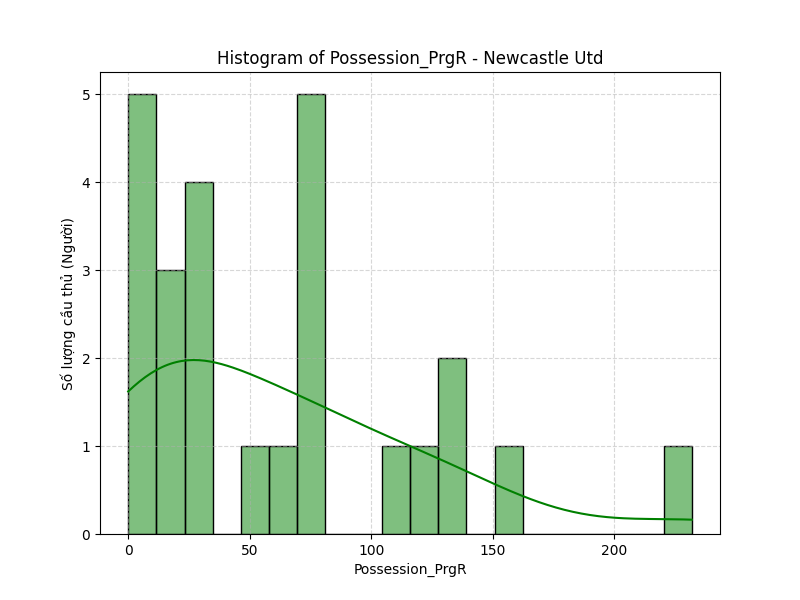 Histogram of Possession_PrgR - Newcastle Utd
5
4
3
2
1
0
Số lượng cầu thủ (Người)
0 50 100 150 200
Possession_PrgR